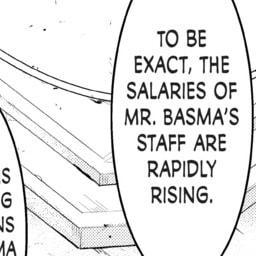 TO BE
EXACT, THE
SALARIES OF
MR. BASMA'S
STAFF ARE
RAPIDLY
RISING.